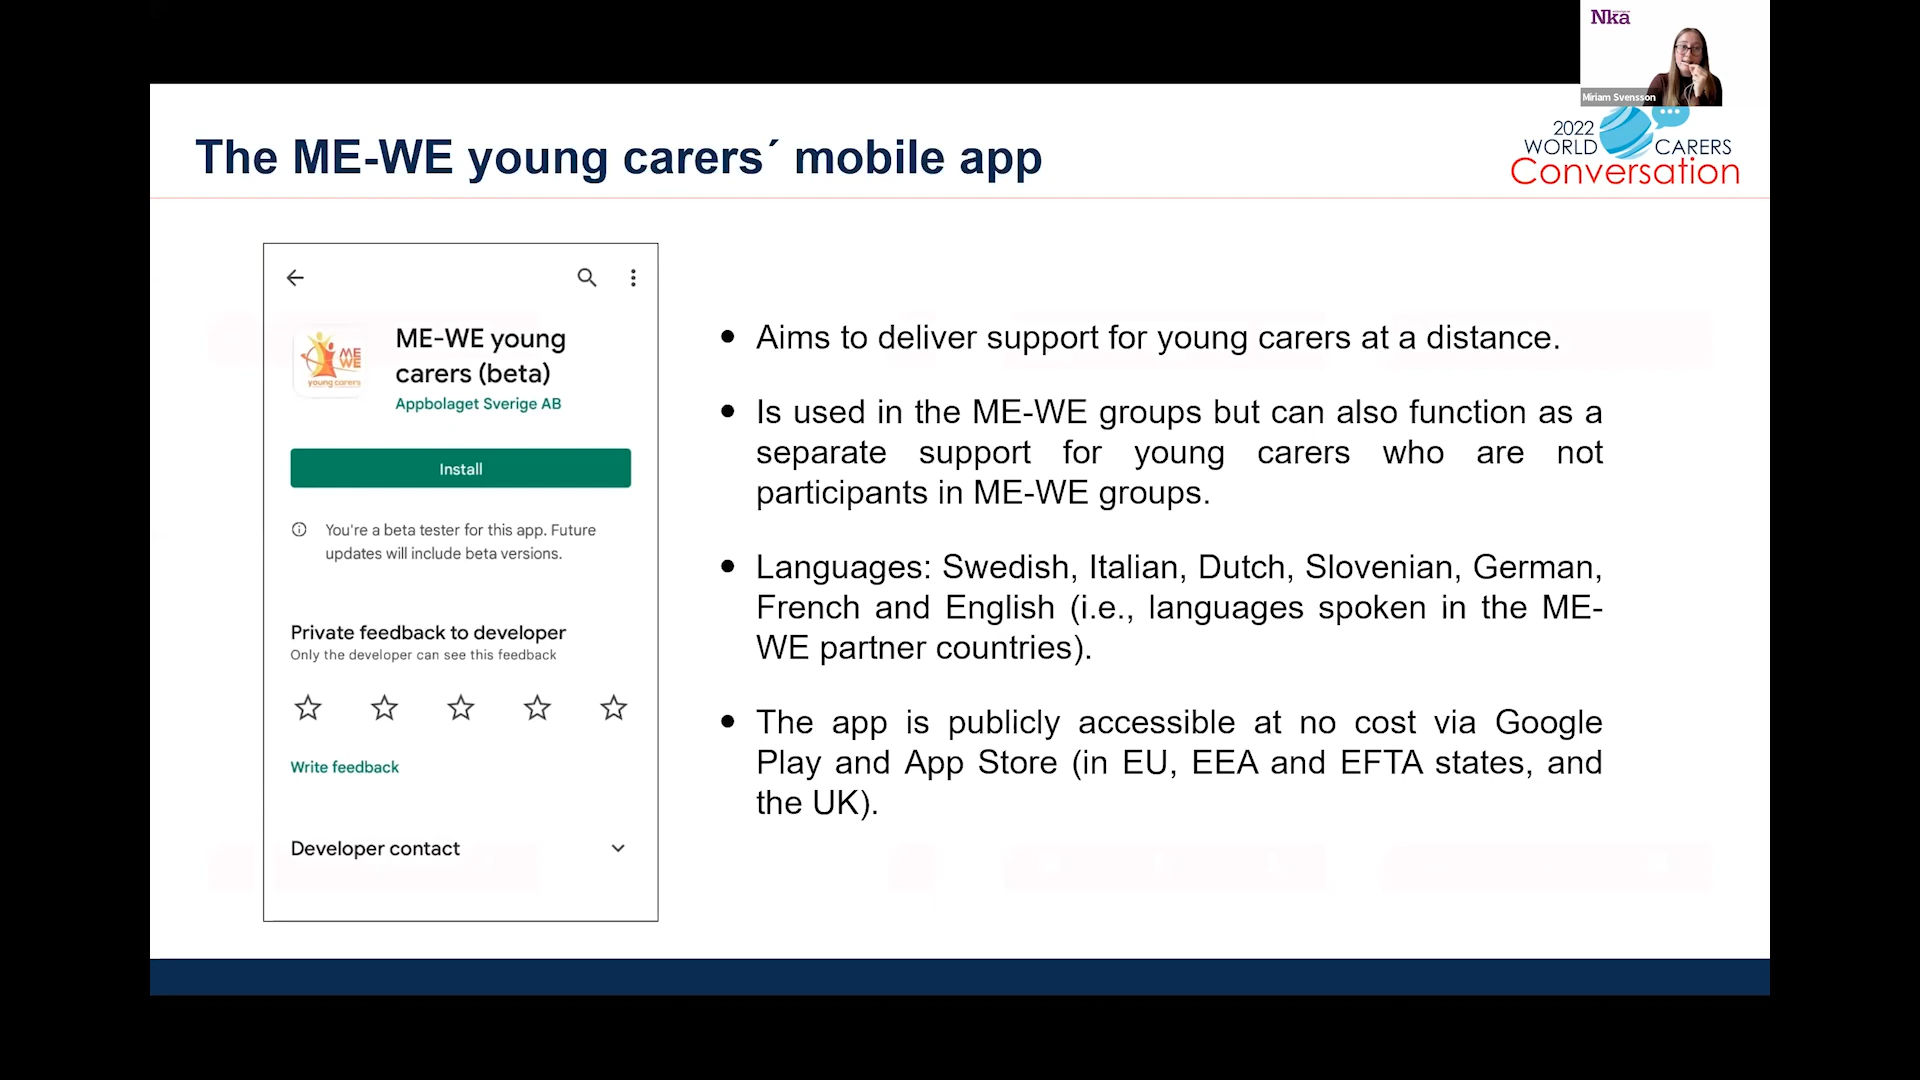 Nka
Miriam Svensson
The ME-WE young carers´ mobile app
2022
WORLD CARERS
Conversation
ME-WE young
carers (beta)
ME
WE
young carers
Appbolaget Sverige AB
Install
You're a beta tester for this app. Future
updates will include beta versions.
Private feedback to developer
Only the developer can see this feedback
Write feedback
Developer contact
• Aims to deliver support for young carers at a distance.
• Is used in the ME-WE groups but can also function as a
separate support for young carers who are not
participants in ME-WE groups.
• Languages: Swedish, Italian, Dutch, Slovenian, German,
French and English (i.e., languages spoken in the ME-
WE partner countries).
• The app is publicly accessible at no cost via Google
Play and App Store (in EU, EEA and EFTA states, and
the UK).